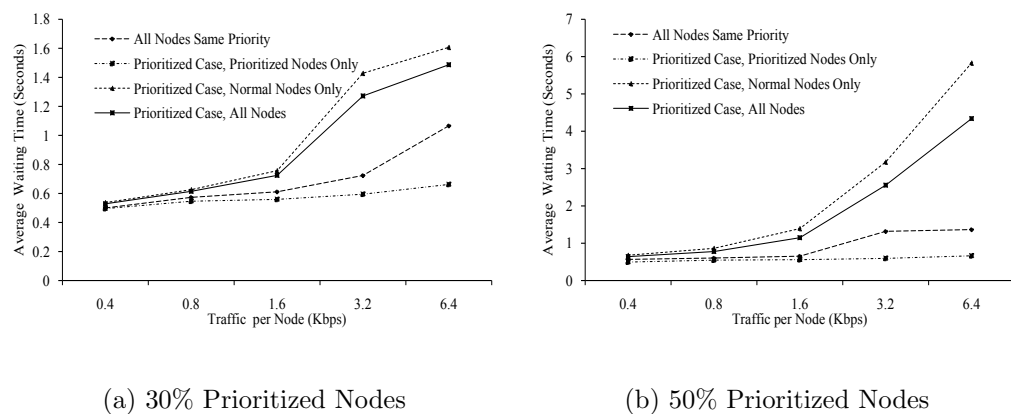 1.8
1.6
1.4
1.2
1
0.8
0.6
0.4
0.2
0
Average Waiting Time (Seconds)
All Nodes Same Priority
Prioritized Case, Prioritized Nodes Only
Prioritized Case, Normal Nodes Only
Prioritized Case, All Nodes
0.4 0.8 1.6 3.2 6.4
Traffic per Node (Kbps)
(a) 30% Prioritized Nodes
7
6
5
4
3
2
1
0
Average Watting Time (Seconds)
All Nodes Same Priority
Prioritized Case, Prioritized Nodes Only
Prioritized Case, Normal Nodes Only
Prioritized Case, All Nodes
0.4 0.8 1.6 3.2 6.4
Traffic per Node (Kbps)
(b) 50% Prioritized Nodes